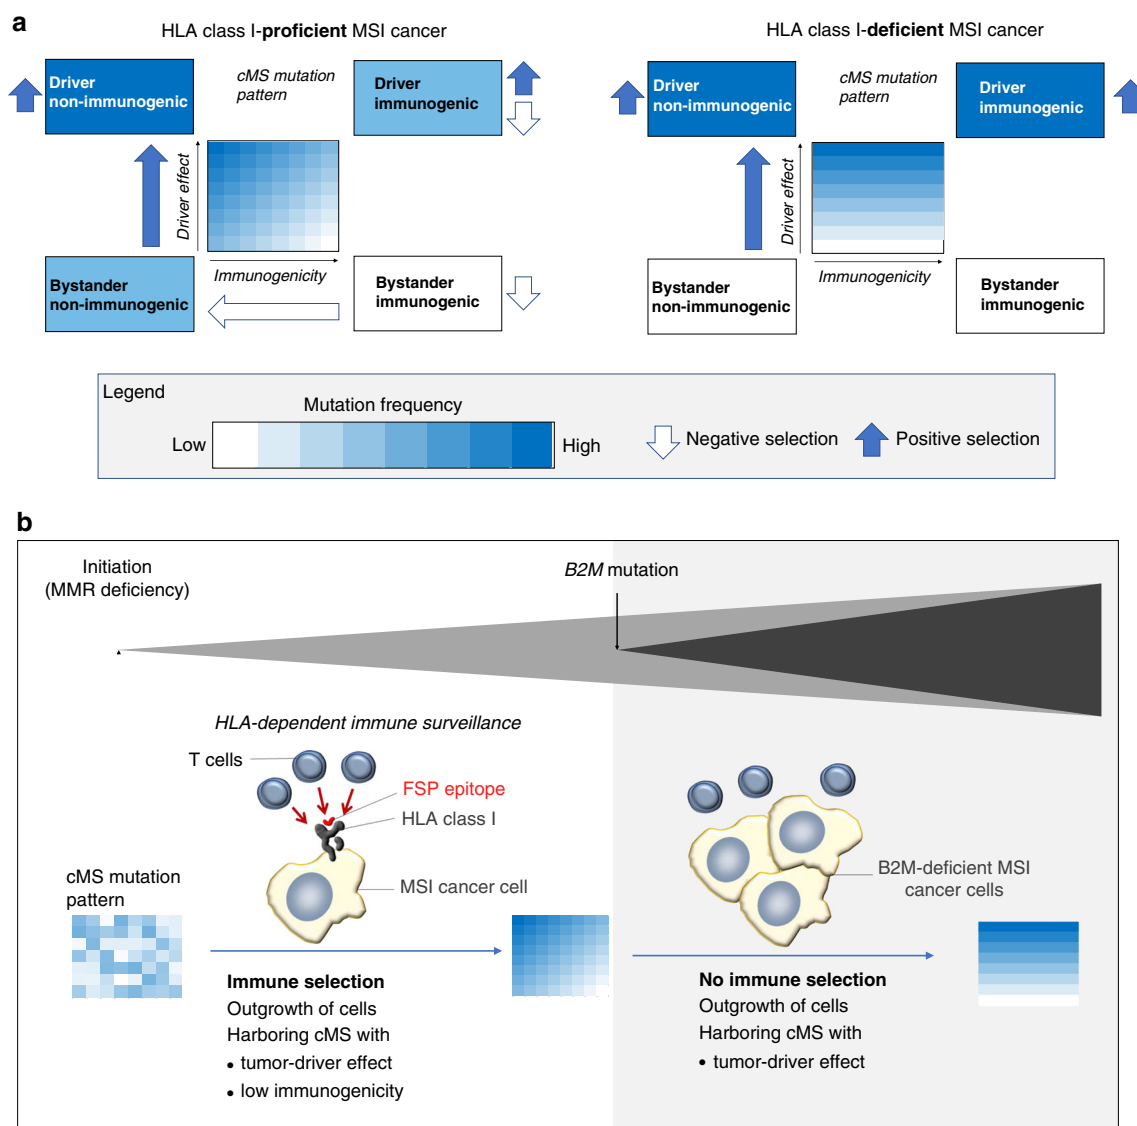 a
HLA class I-proficient MSI cancer
Driver
non-immunogenic
cMS mutation
pattern
Driver
immunogenic
Driver effect
Immunogenicity
Bystander
non-immunogenic
Bystander
immunogenic
HLA class I-deficient MSI cancer
Driver
non-immunogenic
cMS mutation
pattern
Driver
immunogenic
Driver effect
Immunogenicity
Bystander
non-immunogenic
Bystander
immunogenic
Legend
Mutation frequency
Low
High
Negative selection
Positive selection
b
Initiation
(MMR deficiency)
B2M mutation
HLA-dependent immune surveillance
T cells
FSP epitope
HLA class I
MSI cancer cell
B2M-deficient MSI
cancer cells
cMS mutation
pattern
Immune selection
Outgrowth of cells
Harboring cMS with
• tumor-driver effect
• low immunogenicity
No immune selection
Outgrowth of cells
Harboring cMS with
• tumor-driver effect